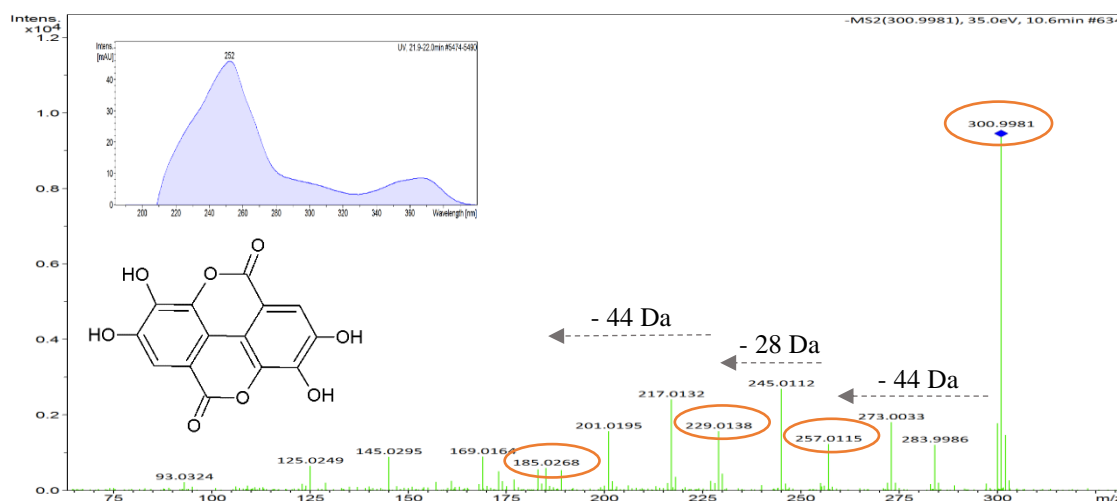 Intens.
x10⁴
-MS2(300.9981), 35.0eV, 10.6min #634
1.2
1.0
0.8
0.6
0.4
0.2
0.0
Intens.
[mAU]
UV, 21.9-22.0min #5474-5490
252
40
30
20
10
0
200 220 240 260 280 300 320 340 360 380
Wavelength [nm]
O
O
HO
HO
OH
OH
O
O
- 44 Da
- 28 Da
- 44 Da
300.9981
93.0324
125.0249
145.0295
169.0164
185.0268
201.0195
217.0132
229.0138
245.0112
257.0115
273.0033
283.9986
75 100 125 150 175 200 225 250 275 300